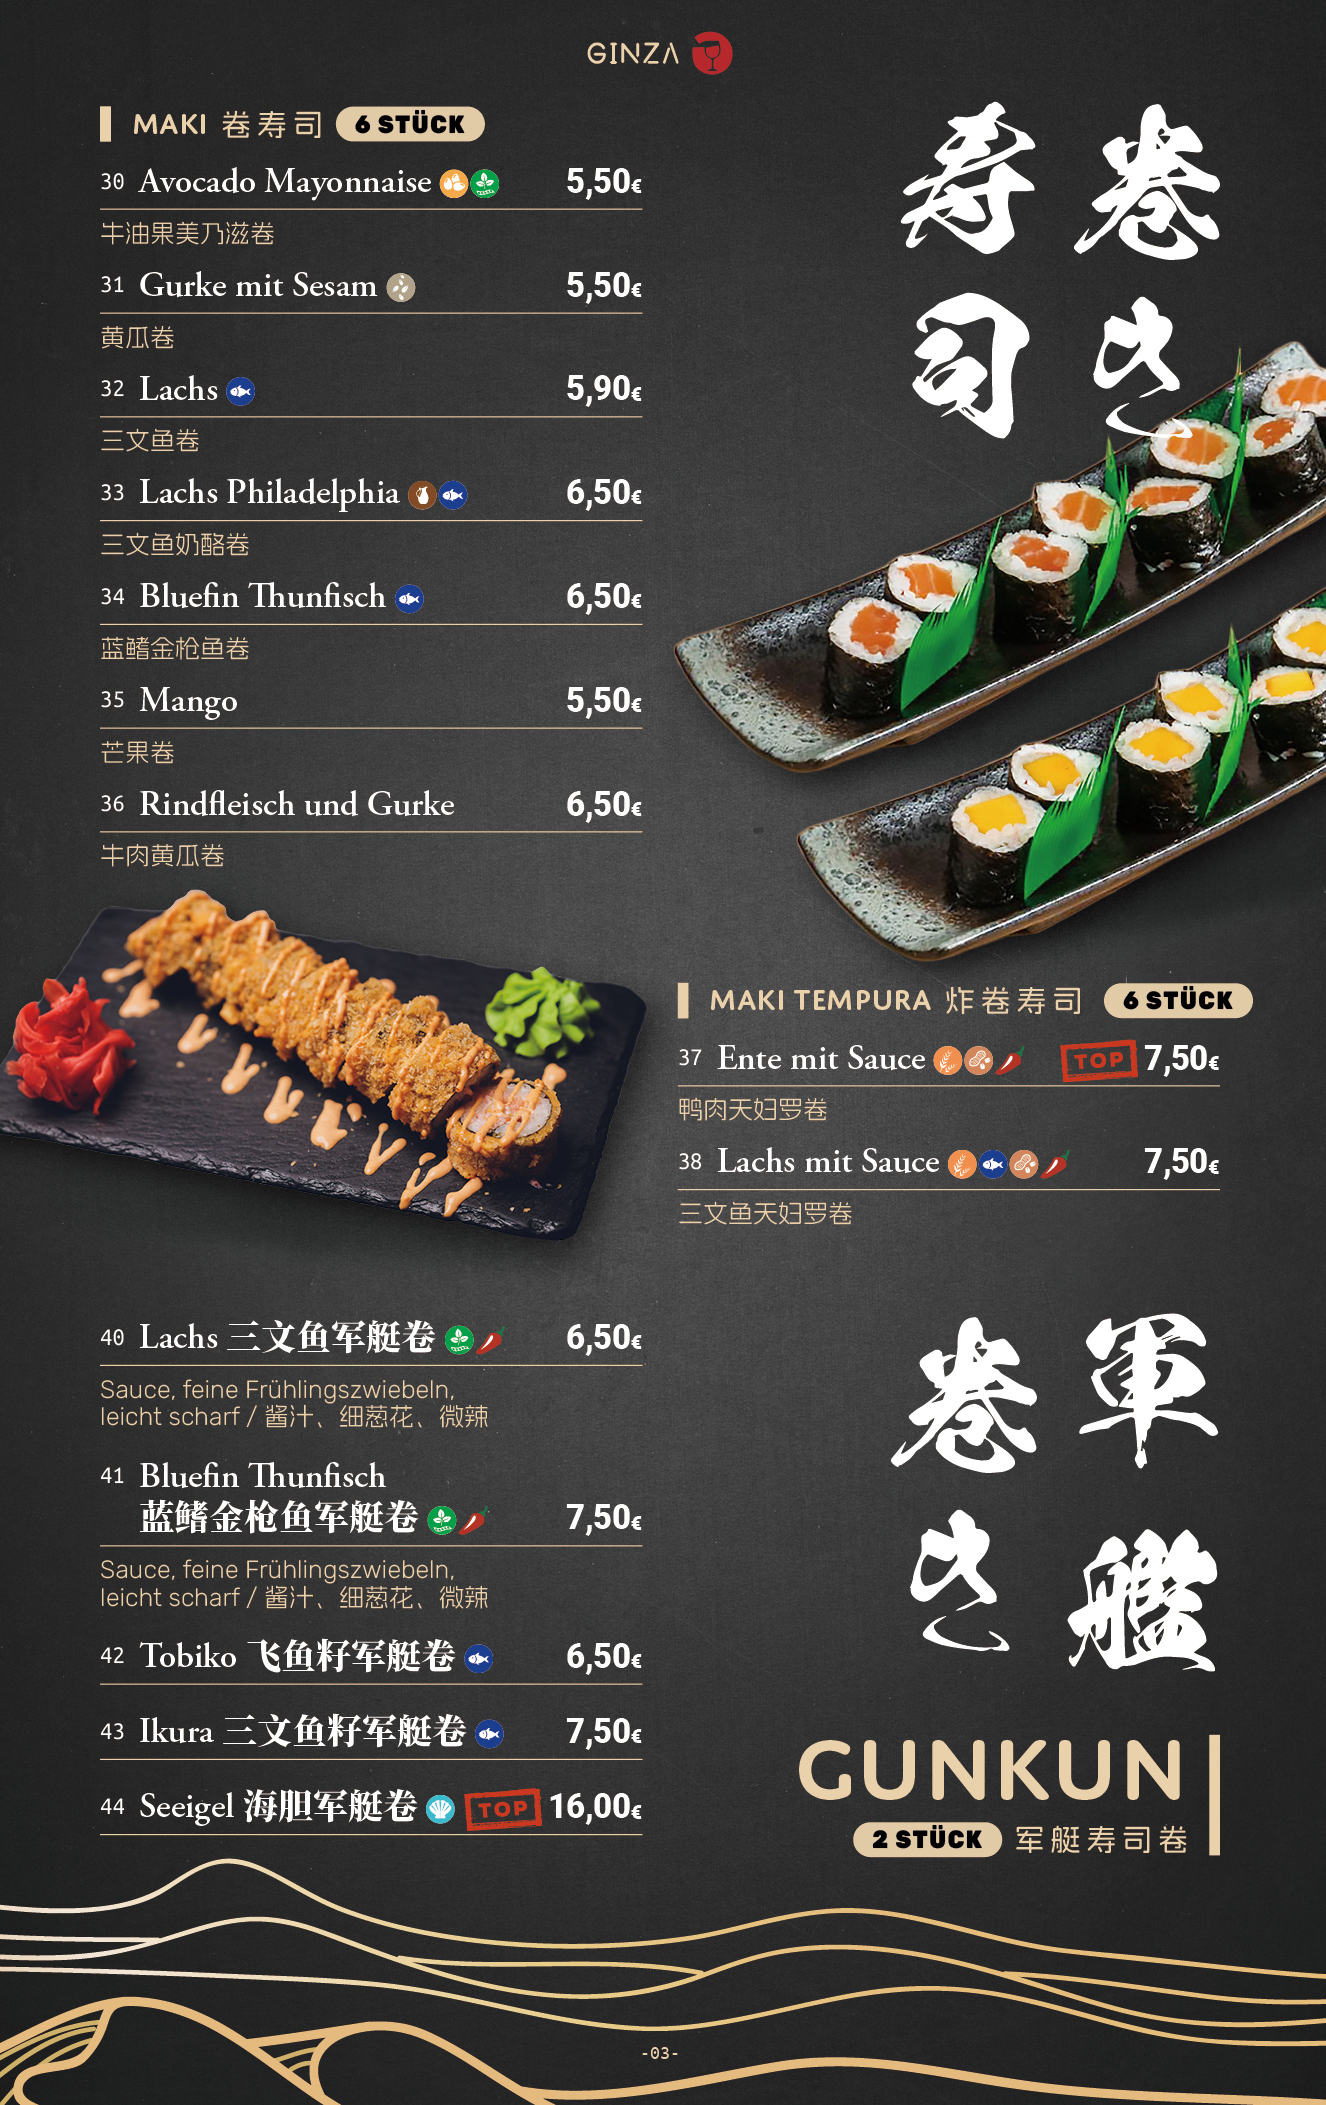 GINZA
MAKI 卷寿司 6 STÜCK
30 Avocado Mayonnaise 5,50€
牛油果美乃滋卷
31 Gurke mit Sesam 5,50€
黄瓜卷
32 Lachs 5,90€
三文鱼卷
33 Lachs Philadelphia 6,50€
三文鱼奶酪卷
34 Bluefin Thunfisch 6,50€
蓝鳍金枪鱼卷
35 Mango 5,50€
芒果卷
36 Rindfleisch und Gurke 6,50€
牛肉黄瓜卷
卷き
寿司
MAKI TEMPURA 炸卷寿司 6 STÜCK
37 Ente mit Sauce TOP 7,50€
鸭肉天妇罗卷
38 Lachs mit Sauce 7,50€
三文鱼天妇罗卷
40 Lachs 三文鱼军艇卷 6,50€
Sauce, feine Frühlingszwiebeln,
leicht scharf / 酱汁、细葱花、微辣
41 Bluefin Thunfisch
蓝鳍金枪鱼军艇卷 7,50€
Sauce, feine Frühlingszwiebeln,
leicht scharf / 酱汁、细葱花、微辣
42 Tobiko 飞鱼籽军艇卷 6,50€
43 Ikura 三文鱼籽军艇卷 7,50€
44 Seeigel 海胆军艇卷 TOP 16,00€
軍艦
卷き
GUNKUN
2 STÜCK 军艇寿司卷
-03-